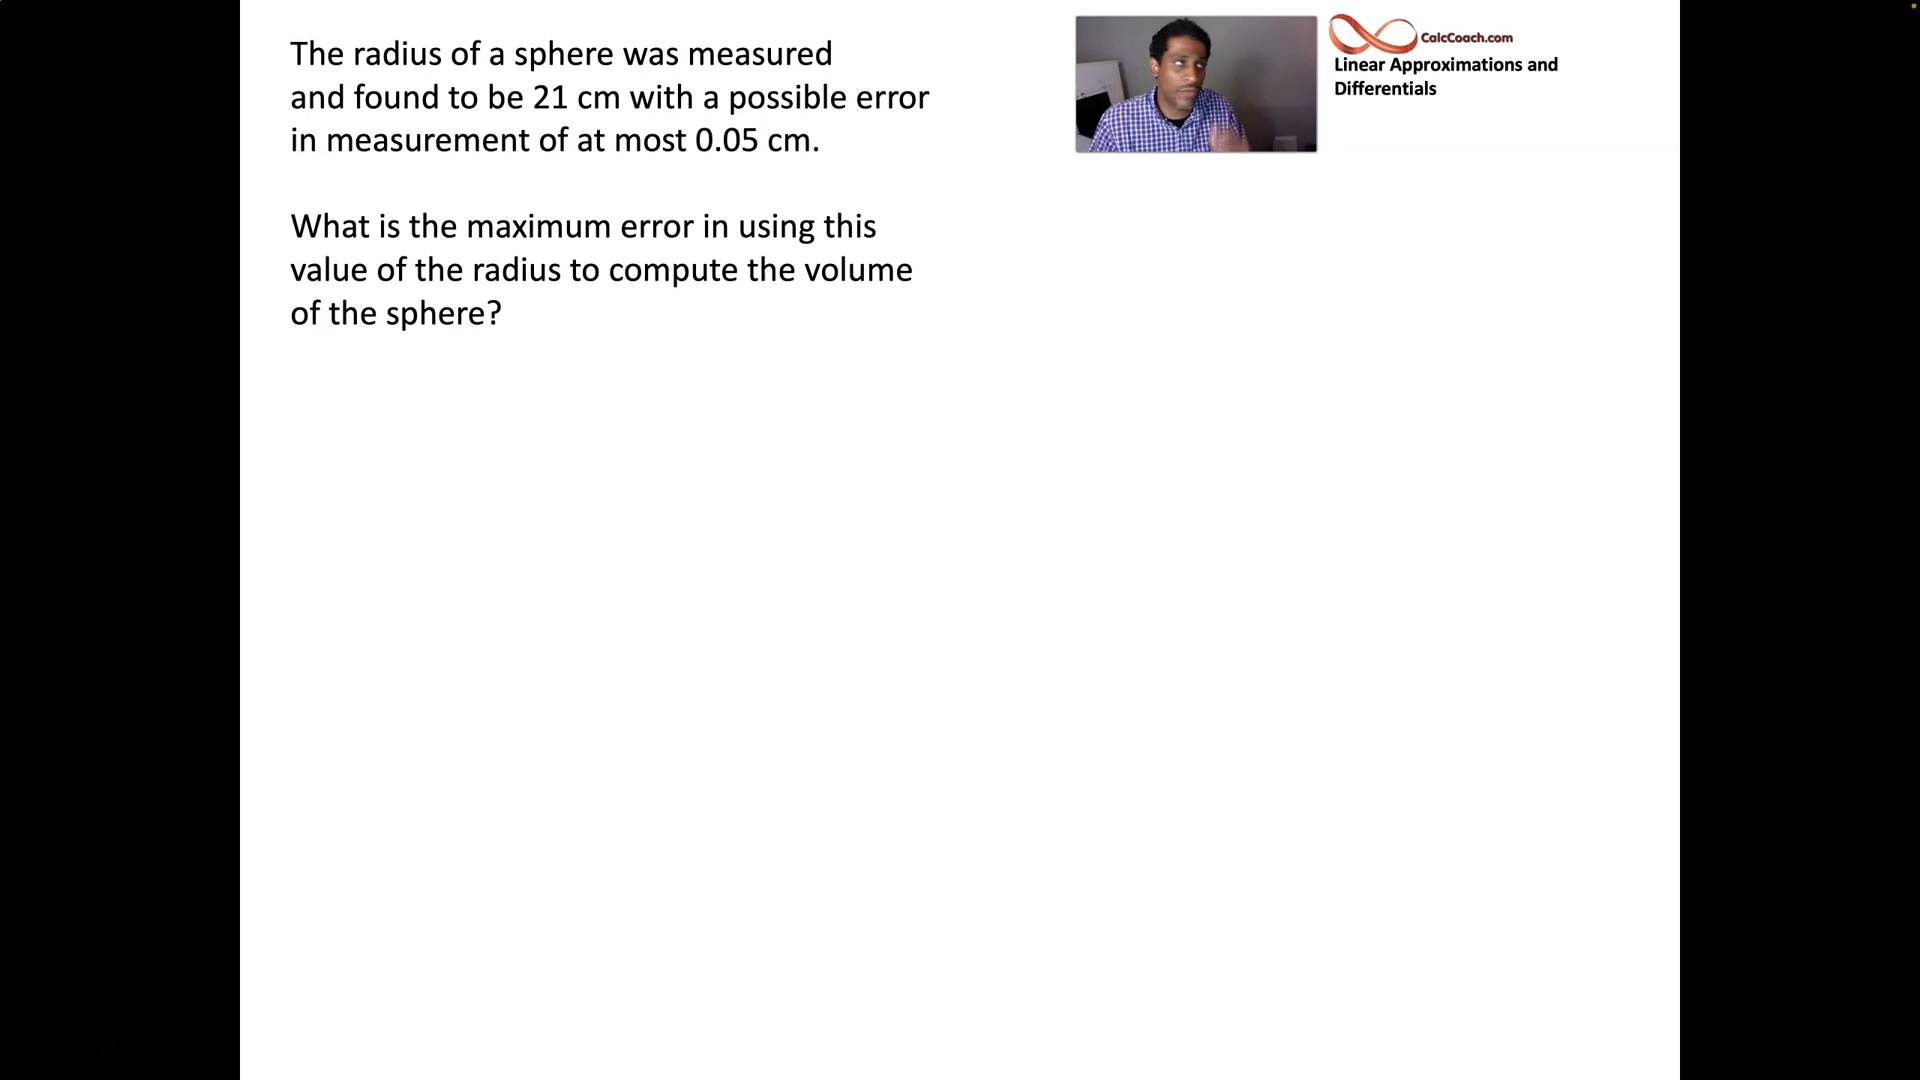 The radius of a sphere was measured
and found to be 21 cm with a possible error
in measurement of at most 0.05 cm.
What is the maximum error in using this
value of the radius to compute the volume
of the sphere?
CalcCoach.com
Linear Approximations and
Differentials